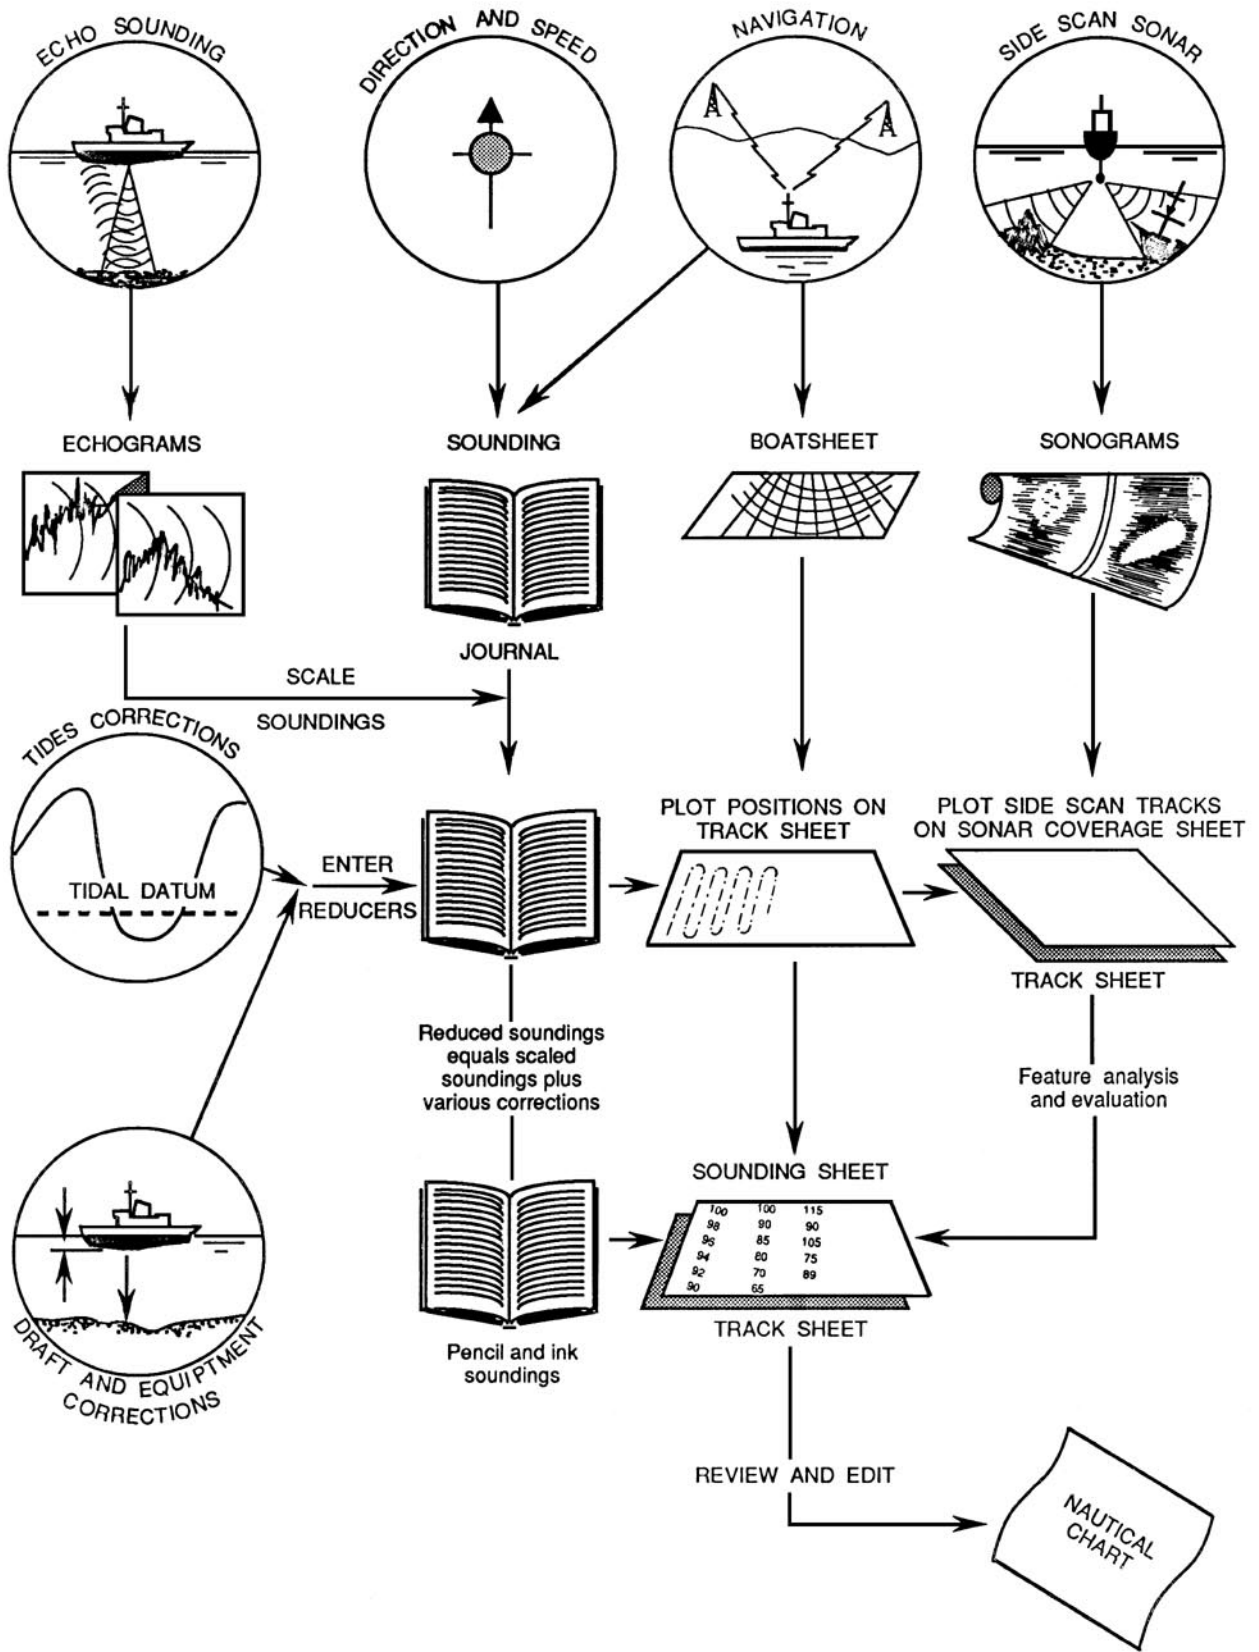 ECHO SOUNDING
DIRECTION AND SPEED
NAVIGATION
SIDE SCAN SONAR
ECHOGRAMS
SOUNDING
BOATSHEET
SONOGRAMS
JOURNAL
SCALE
SOUNDINGS
TIDES CORRECTIONS
TIDAL DATUM
ENTER
REDUCERS
PLOT POSITIONS ON
TRACK SHEET
PLOT SIDE SCAN TRACKS
ON SONAR COVERAGE SHEET
TRACK SHEET
Reduced soundings
equals scaled
soundings plus
various corrections
Feature analysis
and evaluation
SOUNDING SHEET
100 100 115
98 90 90
96 85 105
94 80 75
92 70 89
90 65
TRACK SHEET
Pencil and ink
soundings
DRAFT AND EQUIPTMENT
CORRECTIONS
REVIEW AND EDIT
NAUTICAL
CHART